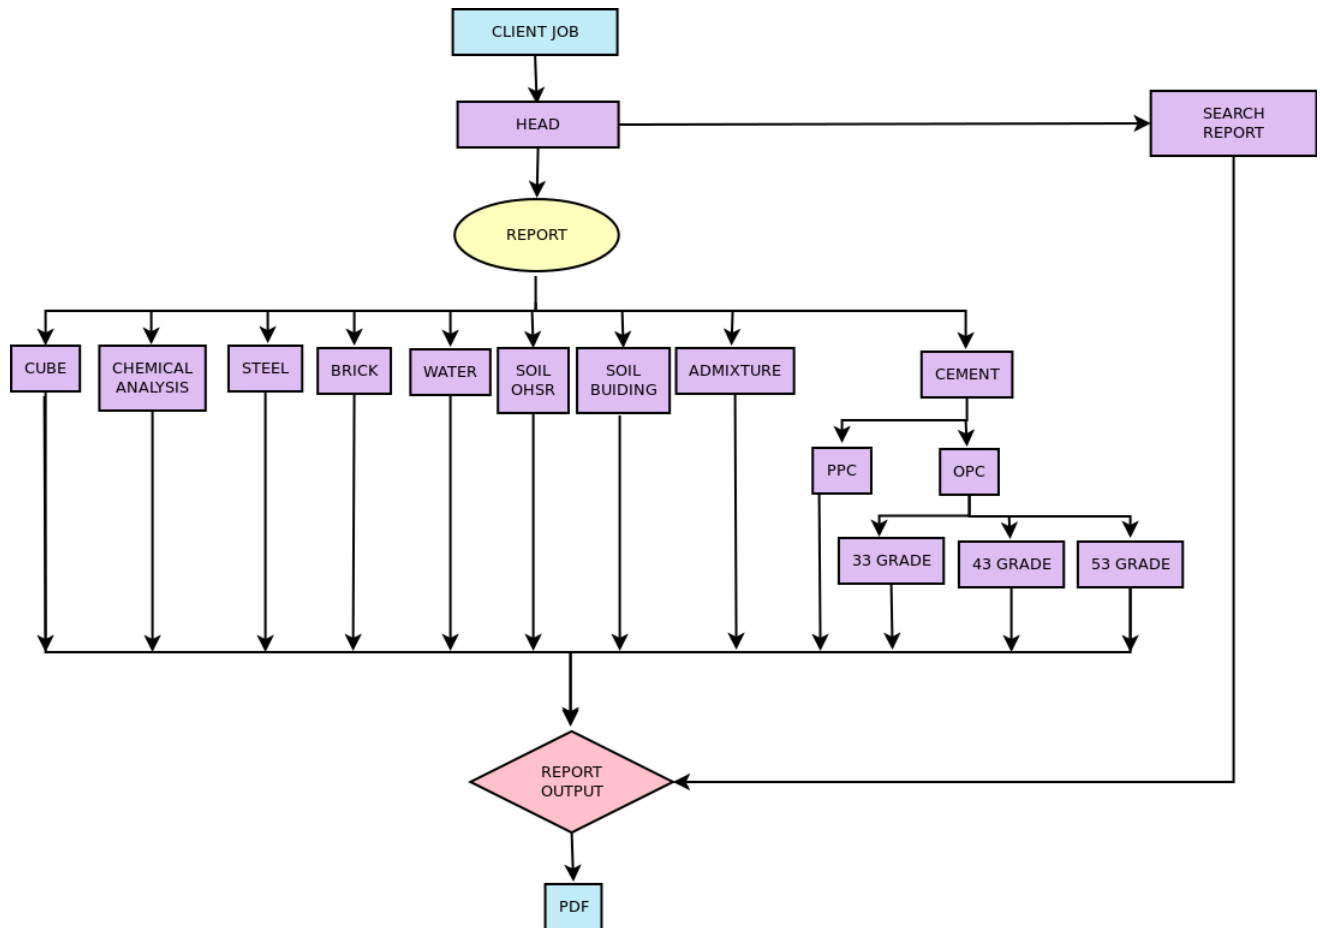 CLIENT JOB
HEAD
SEARCH
REPORT
REPORT
CUBE
CHEMICAL
ANALYSIS
STEEL
BRICK
WATER
SOIL
OHSR
SOIL
BUIDING
ADMIXTURE
CEMENT
PPC
OPC
33 GRADE
43 GRADE
53 GRADE
REPORT
OUTPUT
PDF